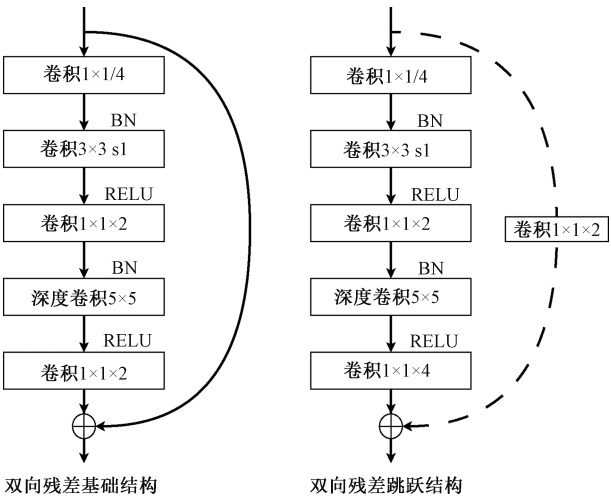 卷积1×1/4
BN
卷积3×3 s1
RELU
卷积1×1×2
BN
深度卷积5×5
RELU
卷积1×1×2
双向残差基础结构
卷积1×1/4
BN
卷积3×3 s1
RELU
卷积1×1×2
卷积1×1×2
BN
深度卷积5×5
RELU
卷积1×1×4
双向残差跳跃结构